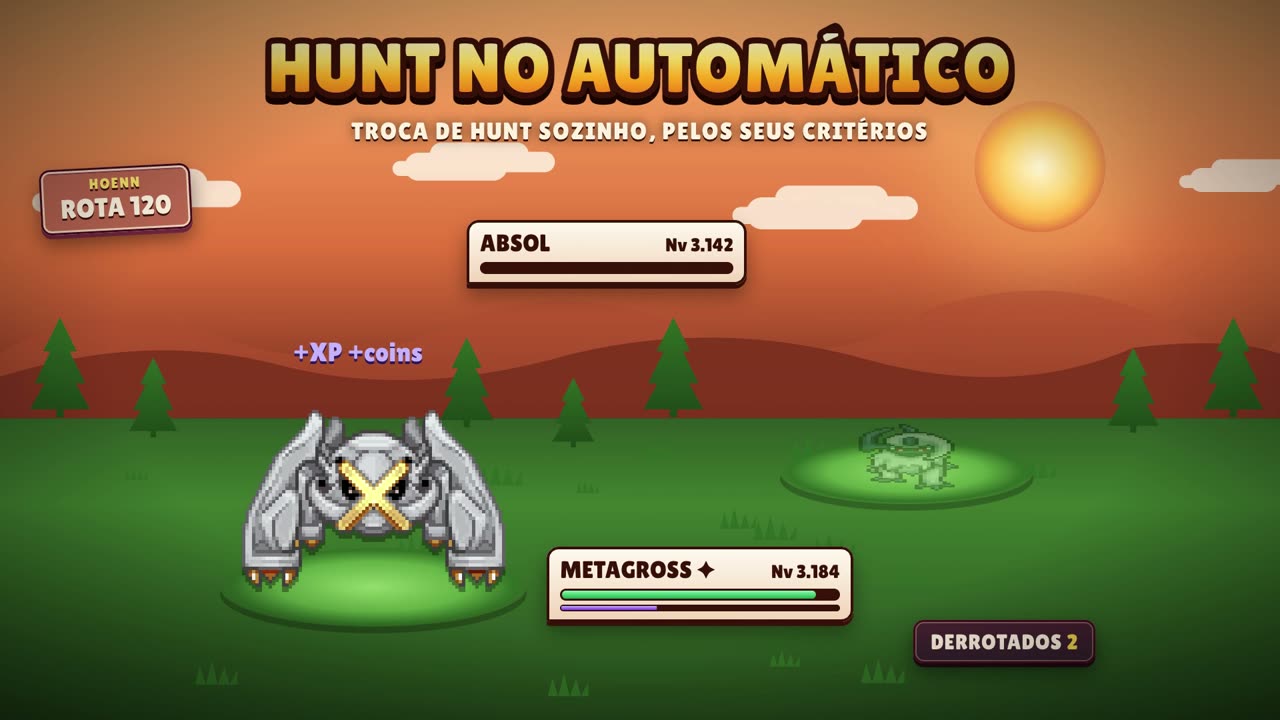 HUNT NO AUTOMÁTICO
TROCA DE HUNT SOZINHO, PELOS SEUS CRITÉRIOS
HOENN
ROTA 120
ABSOL Nv 3.142
+XP +coins
METAGROSS ✦ Nv 3.184
DERROTADOS 2